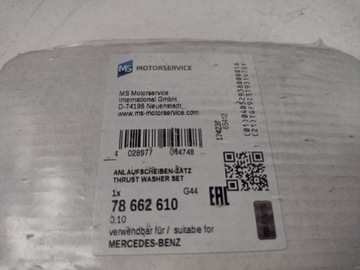 MS MOTORSERVICE
MS Motorservice
International GmbH
D-74196 Neuenstadt
www.ms-motorservice.com
4 028977 044748
ANLAUFSCHEIBEN-SATZ
THRUST WASHER SET
1x
G44
78 662 610
0,10
EAC
verwendbar für / suitable for
MERCEDES-BENZ